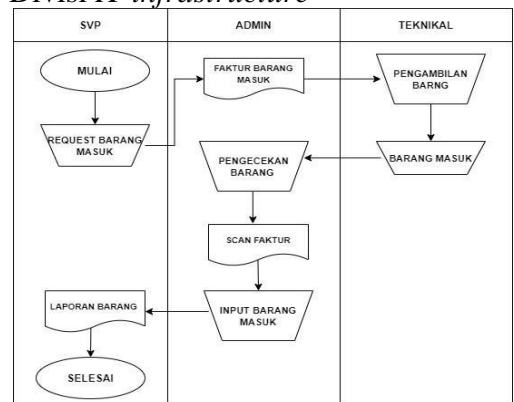 Divisi IT infrastructure
SVP
ADMIN
TEKNIKAL
MULAI
FAKTUR BARANG
MASUK
PENGAMBILAN
BARNG
REQUEST BARANG
MASUK
PENGECEKAN
BARANG
BARANG MASUK
SCAN FAKTUR
LAPORAN BARANG
INPUT BARANG
MASUK
SELESAI